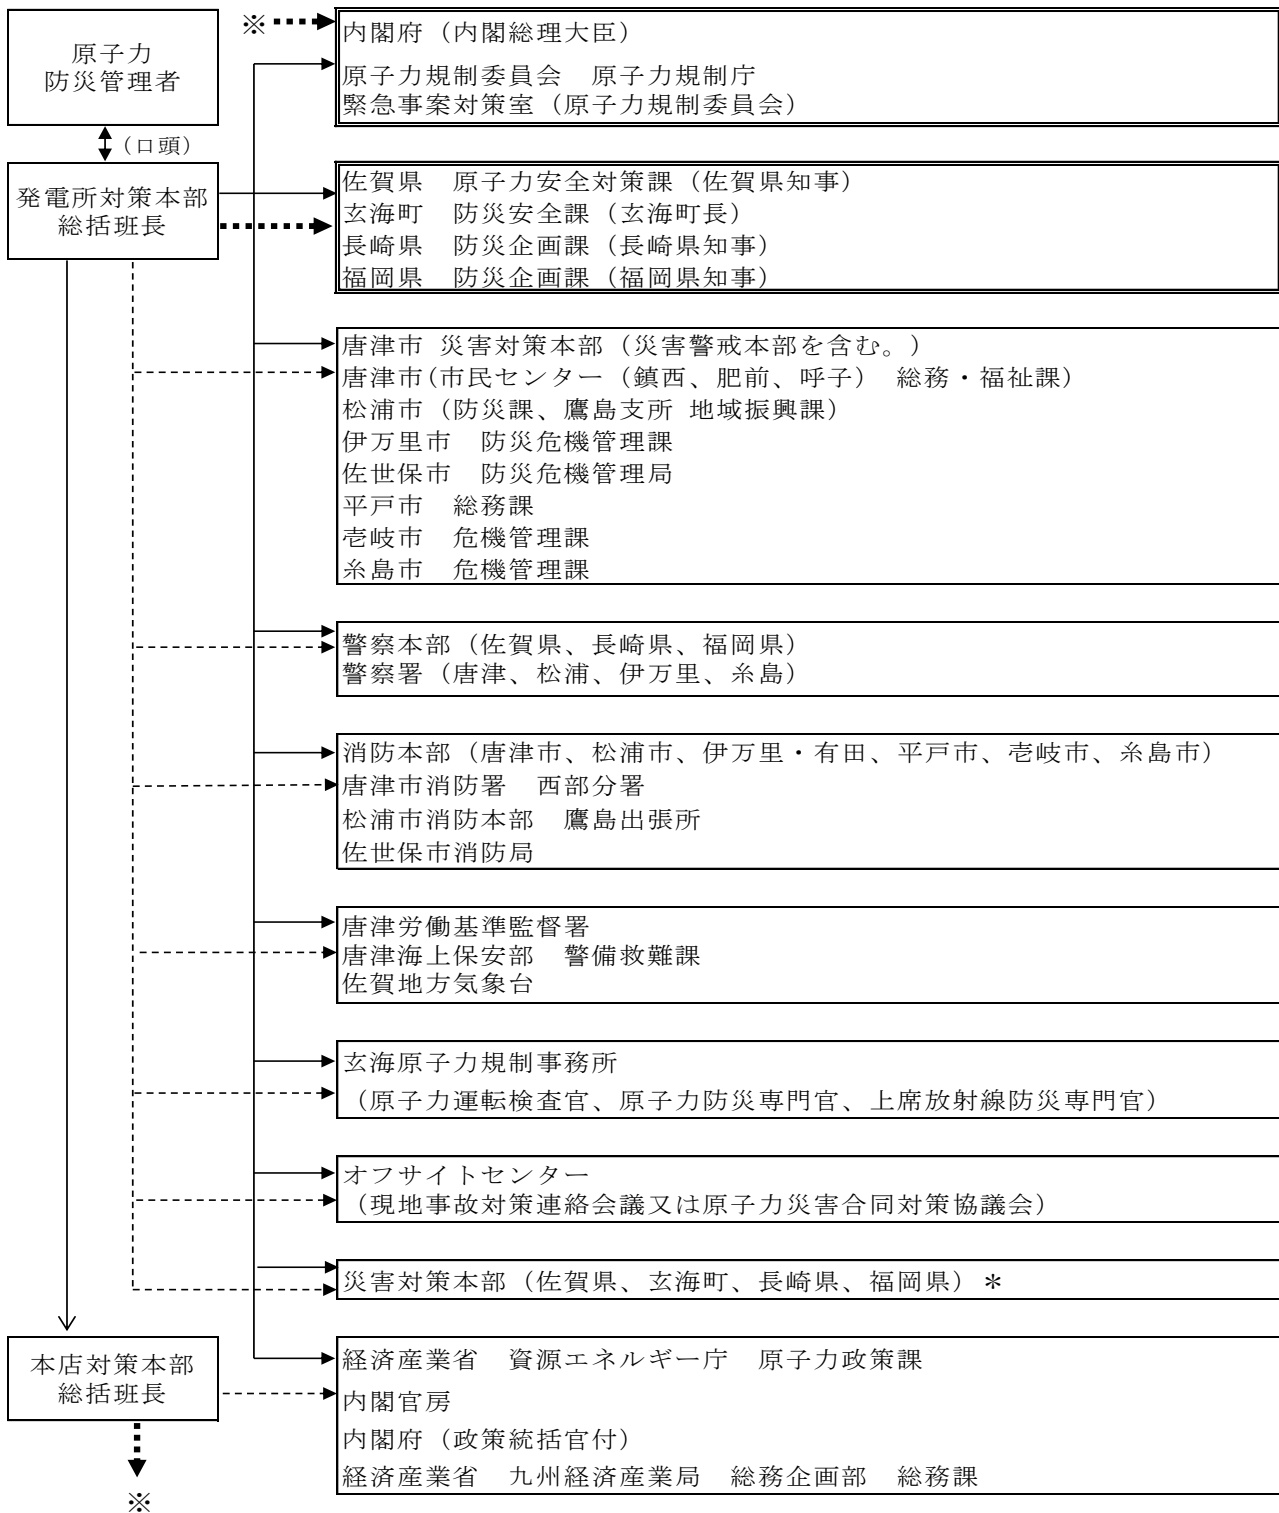 原子力
防災管理者
(口頭)
発電所対策本部
総括班長
本店対策本部
総括班長
※
※
内閣府（内閣総理大臣）
原子力規制委員会　原子力規制庁
緊急事案対策室（原子力規制委員会）
佐賀県　原子力安全対策課（佐賀県知事）
玄海町　防災安全課（玄海町長）
長崎県　防災企画課（長崎県知事）
福岡県　防災企画課（福岡県知事）
唐津市 災害対策本部（災害警戒本部を含む。）
唐津市(市民センター（鎮西、肥前、呼子）　総務・福祉課)
松浦市（防災課、鷹島支所 地域振興課）
伊万里市　防災危機管理課
佐世保市　防災危機管理局
平戸市　総務課
壱岐市　危機管理課
糸島市　危機管理課
警察本部（佐賀県、長崎県、福岡県）
警察署（唐津、松浦、伊万里、糸島）
消防本部（唐津市、松浦市、伊万里・有田、平戸市、壱岐市、糸島市）
唐津市消防署　西部分署
松浦市消防本部　鷹島出張所
佐世保市消防局
唐津労働基準監督署
唐津海上保安部　警備救難課
佐賀地方気象台
玄海原子力規制事務所
（原子力運転検査官、原子力防災専門官、上席放射線防災専門官）
オフサイトセンター
（現地事故対策連絡会議又は原子力災害合同対策協議会）
災害対策本部（佐賀県、玄海町、長崎県、福岡県）＊
経済産業省　資源エネルギー庁　原子力政策課
内閣官房
内閣府（政策統括官付）
経済産業省　九州経済産業局　総務企画部　総務課